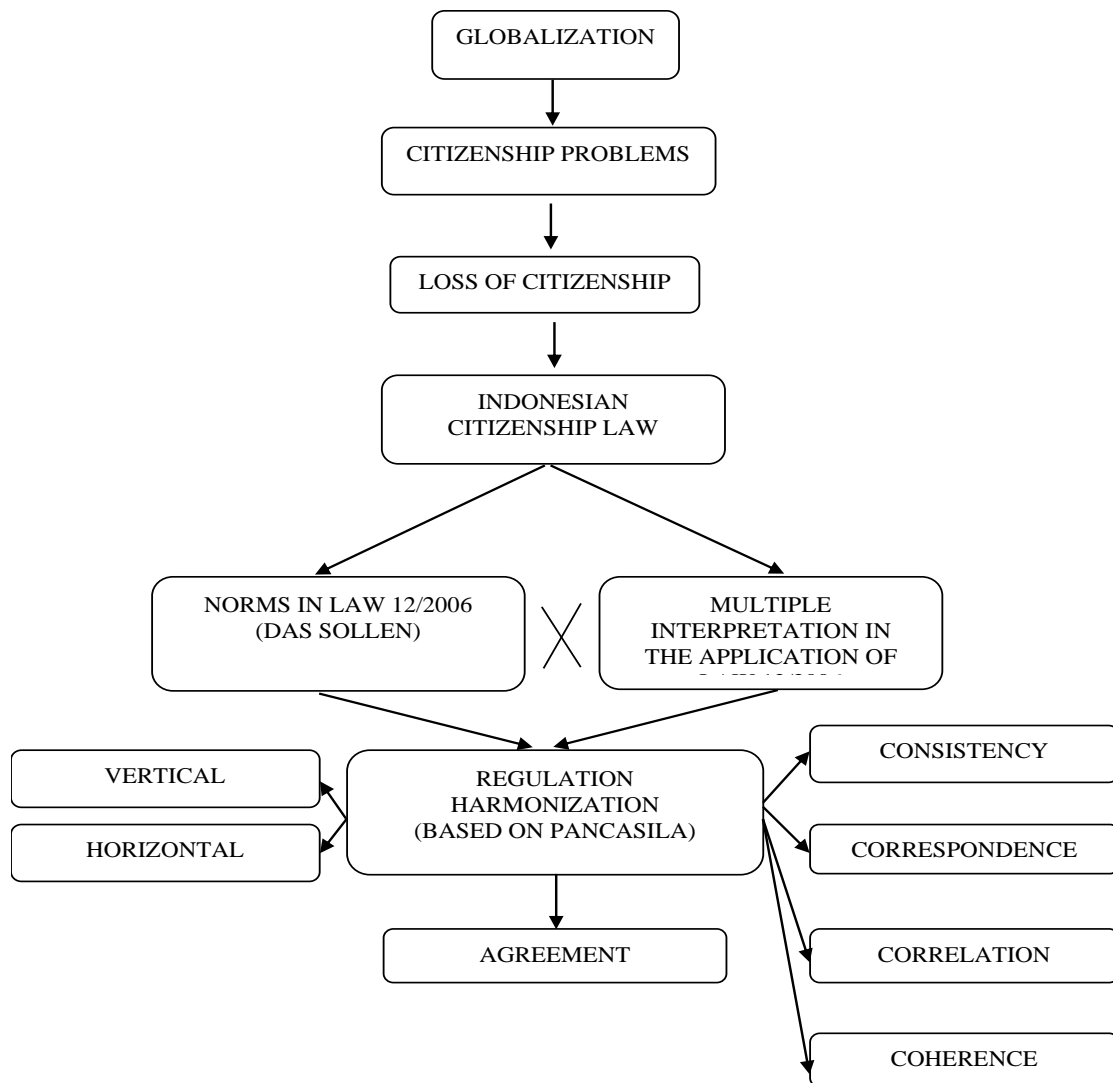 GLOBALIZATION
CITIZENSHIP PROBLEMS
LOSS OF CITIZENSHIP
INDONESIAN
CITIZENSHIP LAW
NORMS IN LAW 12/2006
(DAS SOLLEN)
MULTIPLE
INTERPRETATION IN
THE APPLICATION OF
VERTICAL
HORIZONTAL
REGULATION
HARMONIZATION
(BASED ON PANCASILA)
CONSISTENCY
CORRESPONDENCE
CORRELATION
COHERENCE
AGREEMENT